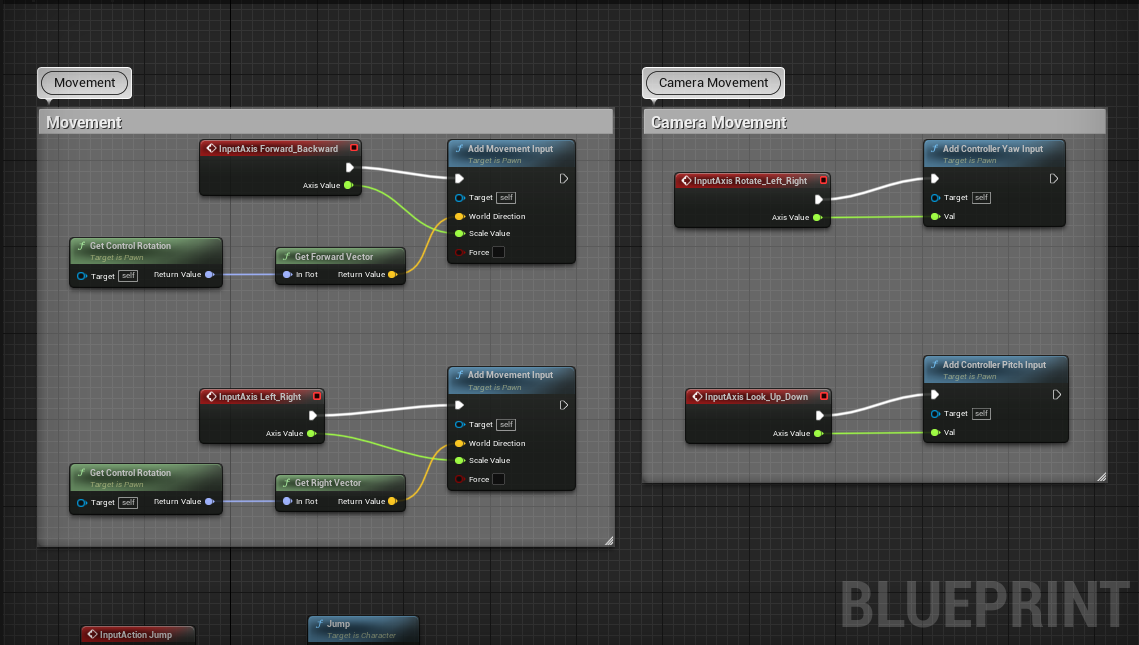 Movement
Movement
InputAxis Forward_Backward
Axis Value
Add Movement Input
Target is Pawn
Target self
World Direction
Scale Value
Force
Get Control Rotation
Target is Pawn
Target self Return Value
Get Forward Vector
In Rot Return Value
InputAxis Left_Right
Axis Value
Add Movement Input
Target is Pawn
Target self
World Direction
Scale Value
Force
Get Control Rotation
Target is Pawn
Target self Return Value
Get Right Vector
In Rot Return Value
Camera Movement
Camera Movement
InputAxis Rotate_Left_Right
Axis Value
Add Controller Yaw Input
Target is Pawn
Target self
Val
InputAxis Look_Up_Down
Axis Value
Add Controller Pitch Input
Target is Pawn
Target self
Val
InputAction Jump
Jump
Target is Character
BLUEPRINT